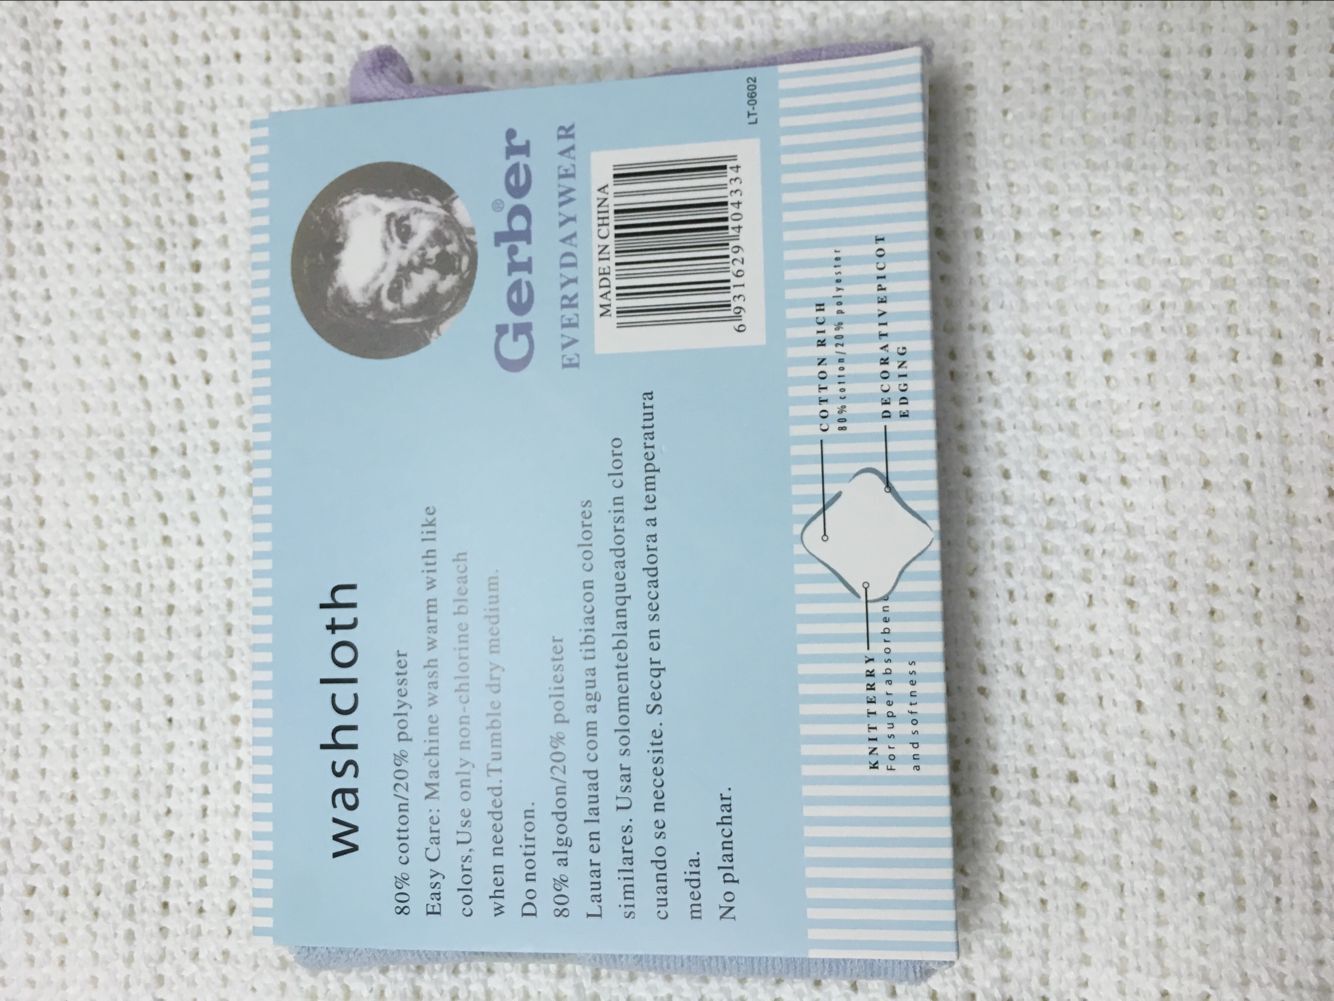 washcloth
80% cotton/20% polyester
Easy Care: Machine wash warm with like
colors,Use only non-chlorine bleach
when needed.Tumble dry medium.
Do notiron.
80% algodon/20% poliester
Lauar en lauad com agua tibiacon colores
similares. Usar solomenteblanqueadorsin cloro
cuando se necesite. Secqr en secadora a temperatura
media.
No planchar.
Gerber®
EVERYDAYWEAR
MADE IN CHINA
6931629404334
LT-0602
KNIT TERRY
For superabsorbenc
and softness
COTTON RICH
80% cotton/20% polyester
DECORATIVEPICOT
EDGING